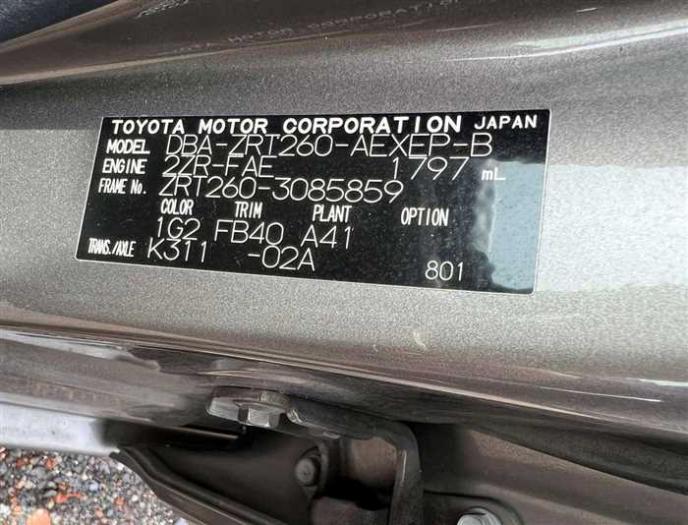 TOYOTA MOTOR CORPORATION JAPAN
MODEL DBA-ZRT260-AEXEP-B
ENGINE 2ZR-FAE 1797 mL
FRAME No. ZRT260-3085859
COLOR TRIM PLANT OPTION
1G2 FB40 A41
TRANS./AXLE K311 -02A 801